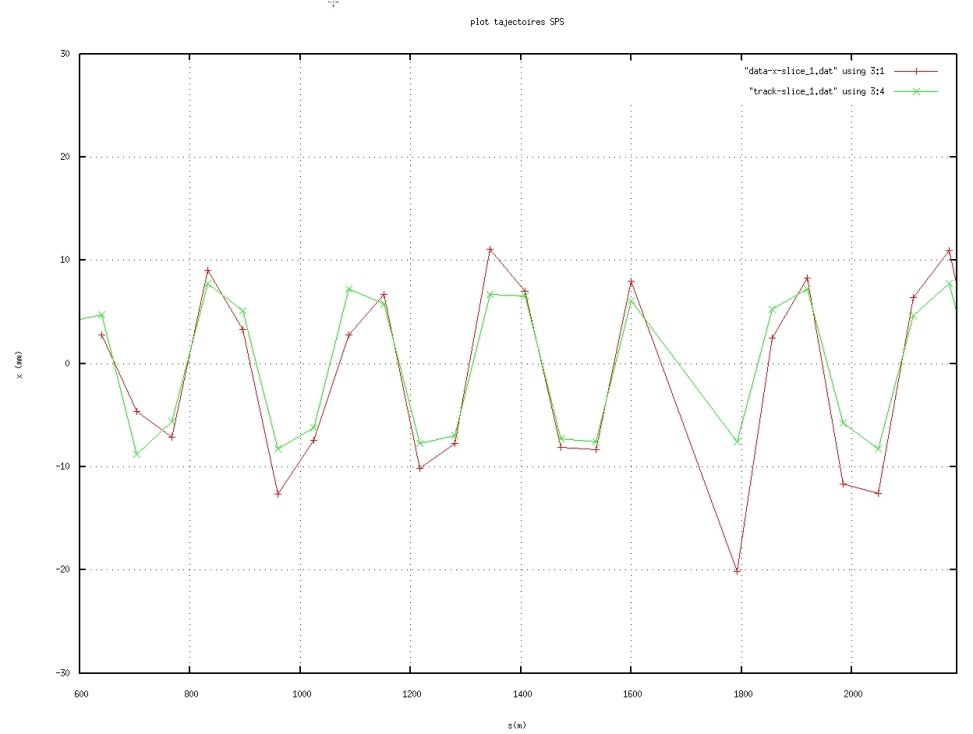 plot tajectoires SPS
30
"data-x-slice_1.dat" using 3:1
"track-slice_1.dat" using 3:4
20
10
0
x (mm)
-10
-20
-30
600 800 1000 1200 1400 1600 1800 2000
s(m)